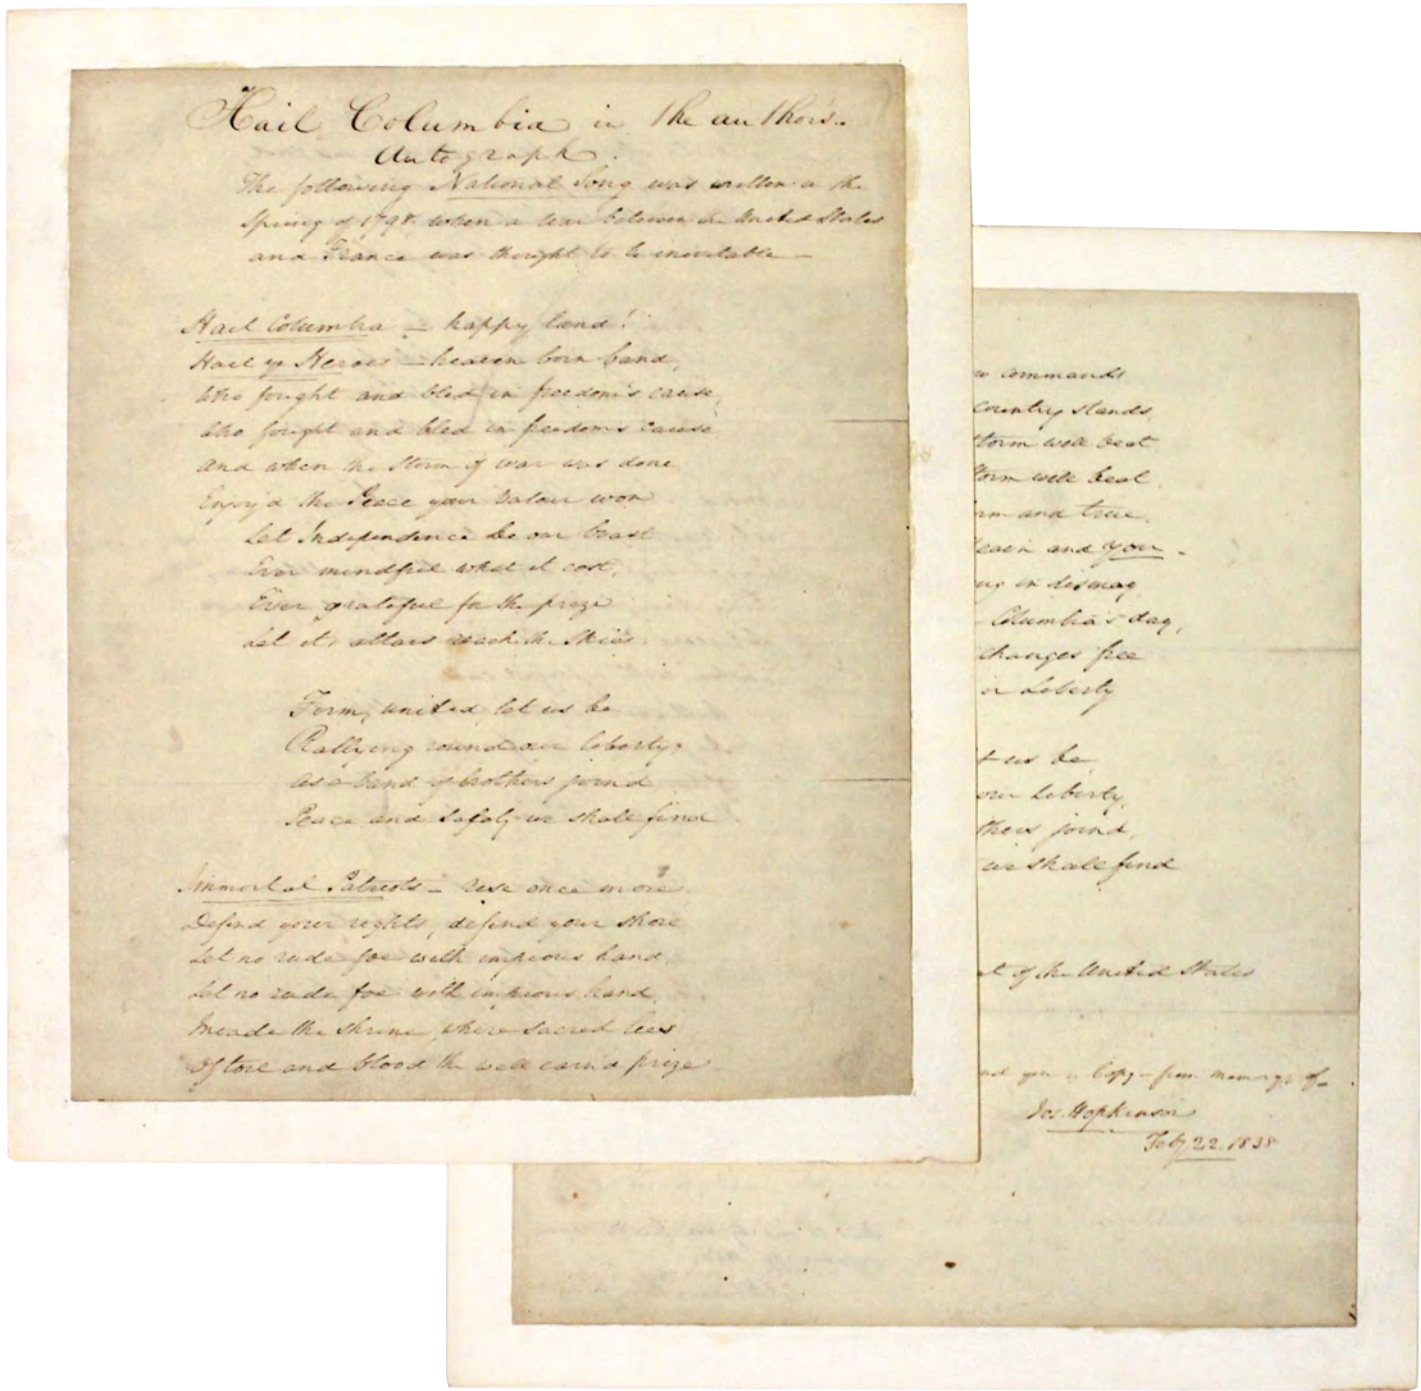 Hail Columbia in the author's
Autograph.
The following National Song was written in the
Spring of 1798, when a war between the United States
and France was thought to be inevitable —
Hail Columbia — happy land!
Hail ye Heroes — heaven born band,
Who fought and bled in freedom's cause,
Who fought and bled in freedom's cause
And when the storm of war was done
Enjoy'd the Peace your valour won
Let Independence be our boast
Ever mindful what it cost,
Ever grateful for the prize
Let its altars reach the Skies
Firm, united let us be
Rallying round our liberty,
As a band of brothers join'd
Peace and Safety we shall find
Immortal Patriots — rise once more
Defend your rights, defend your shore
Let no rude foe with impious hand,
Let no rude foe with impious hand,
Invade the shrine, where sacred lies
Of toil and blood the well earn'd prize
commands
country stands,
storm will beat
storm will beat
and true,
and you —
in dismay
Columbia's day,
changes free
or Liberty
us be
our Liberty,
join'd,
we shall find
of the United States
you a Copy — from
Jos. Hopkinson
Feby 22. 1838